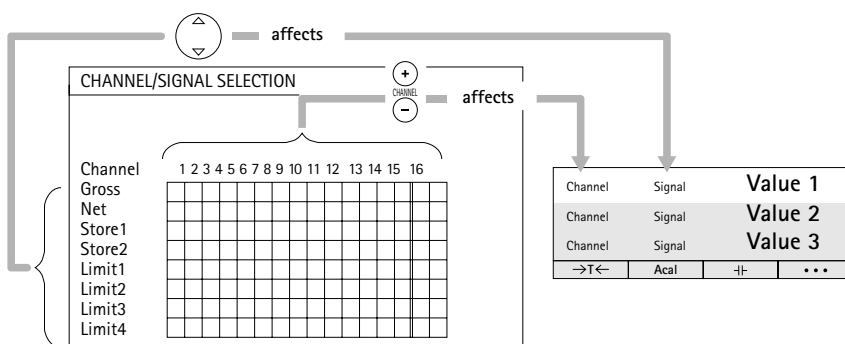 affects
CHANNEL/SIGNAL SELECTION
+
CHANNEL
−
affects
Channel 1 2 3 4 5 6 7 8 9 10 11 12 13 14 15 16
Gross
Net
Store1
Store2
Limit1
Limit2
Limit3
Limit4
Channel Signal Value 1
Channel Signal Value 2
Channel Signal Value 3
→T← Acal ⊣⊢ •••